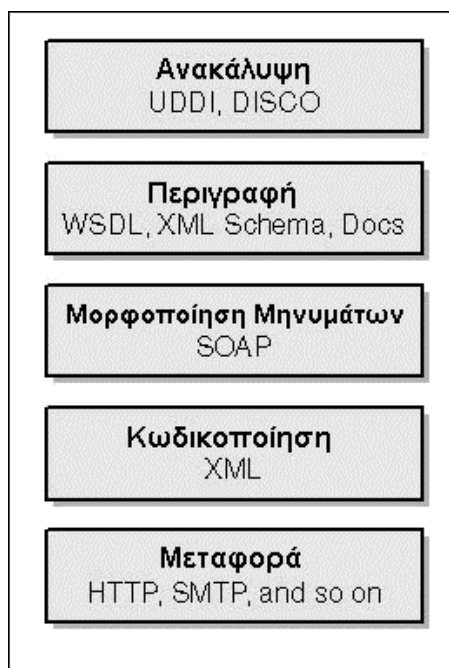 Ανακάλυψη
UDDI, DISCO
Περιγραφή
WSDL, XML Schema, Docs
Μορφοποίηση Μηνυμάτων
SOAP
Κωδικοποίηση
XML
Μεταφορά
HTTP, SMTP, and so on